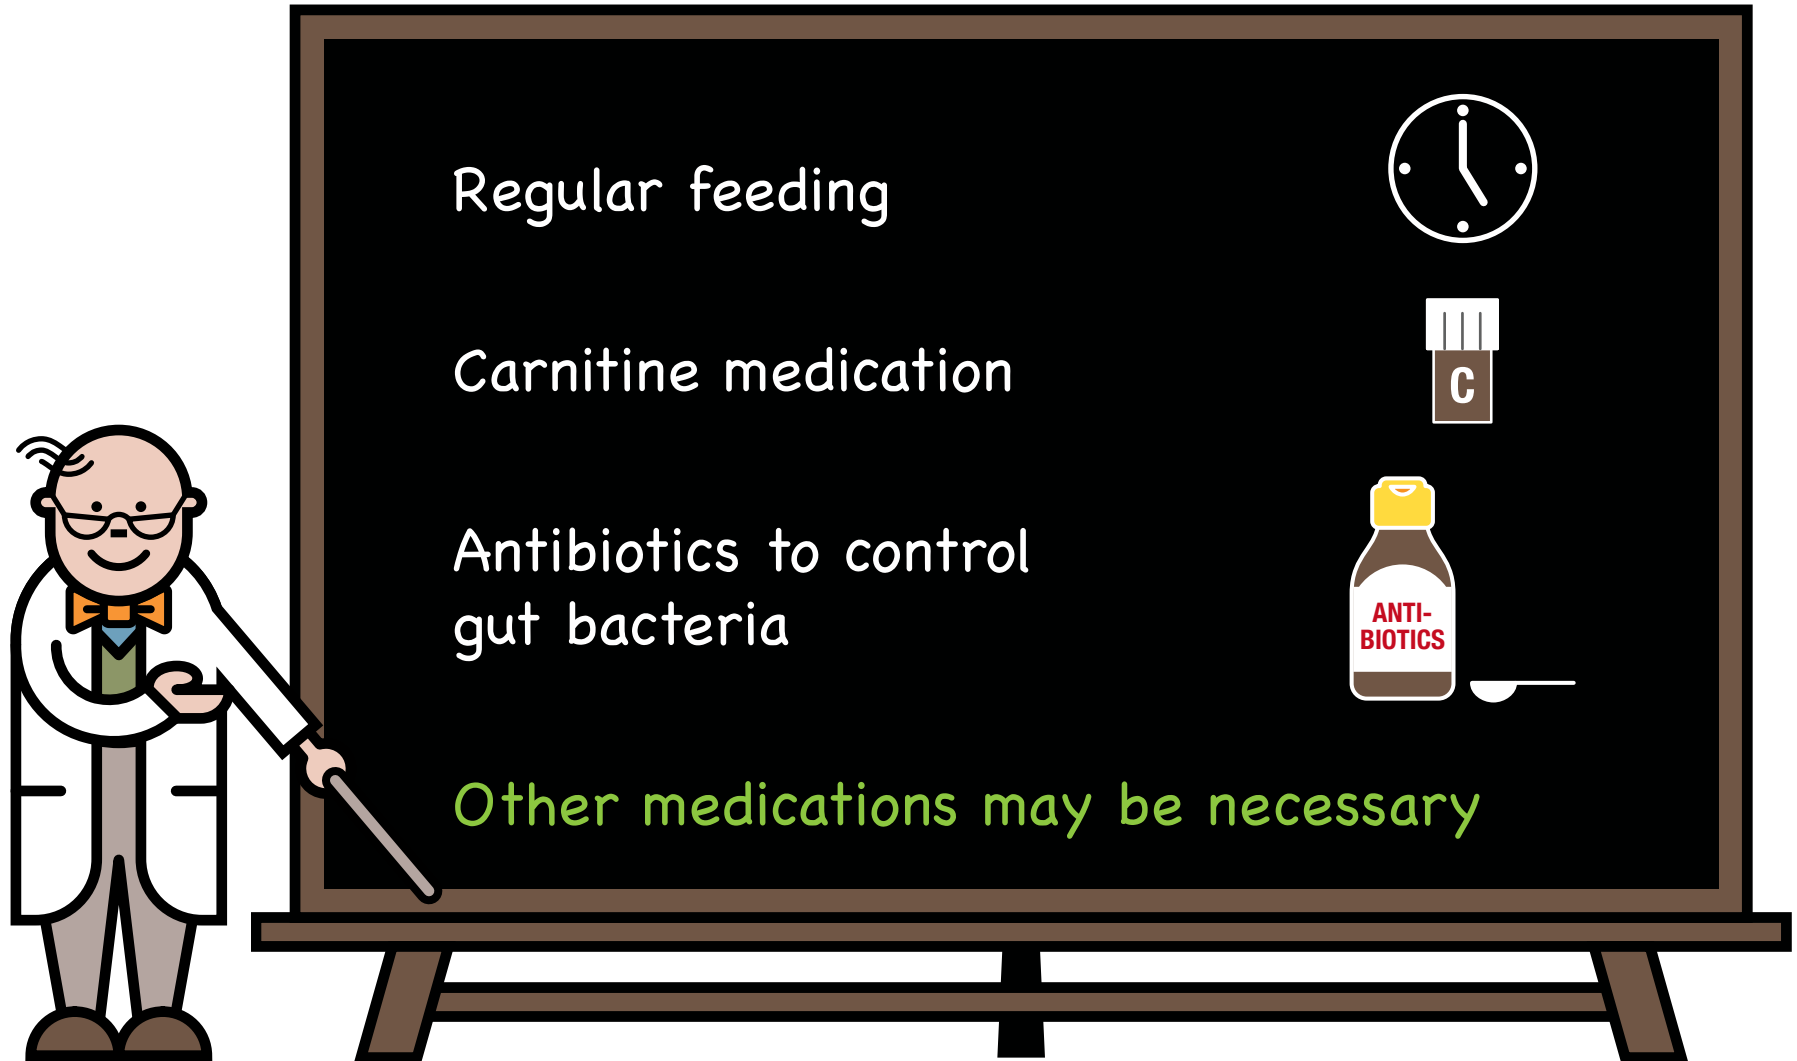 Regular feeding
Carnitine medication
C
Antibiotics to control
gut bacteria
ANTI-
BIOTICS
Other medications may be necessary